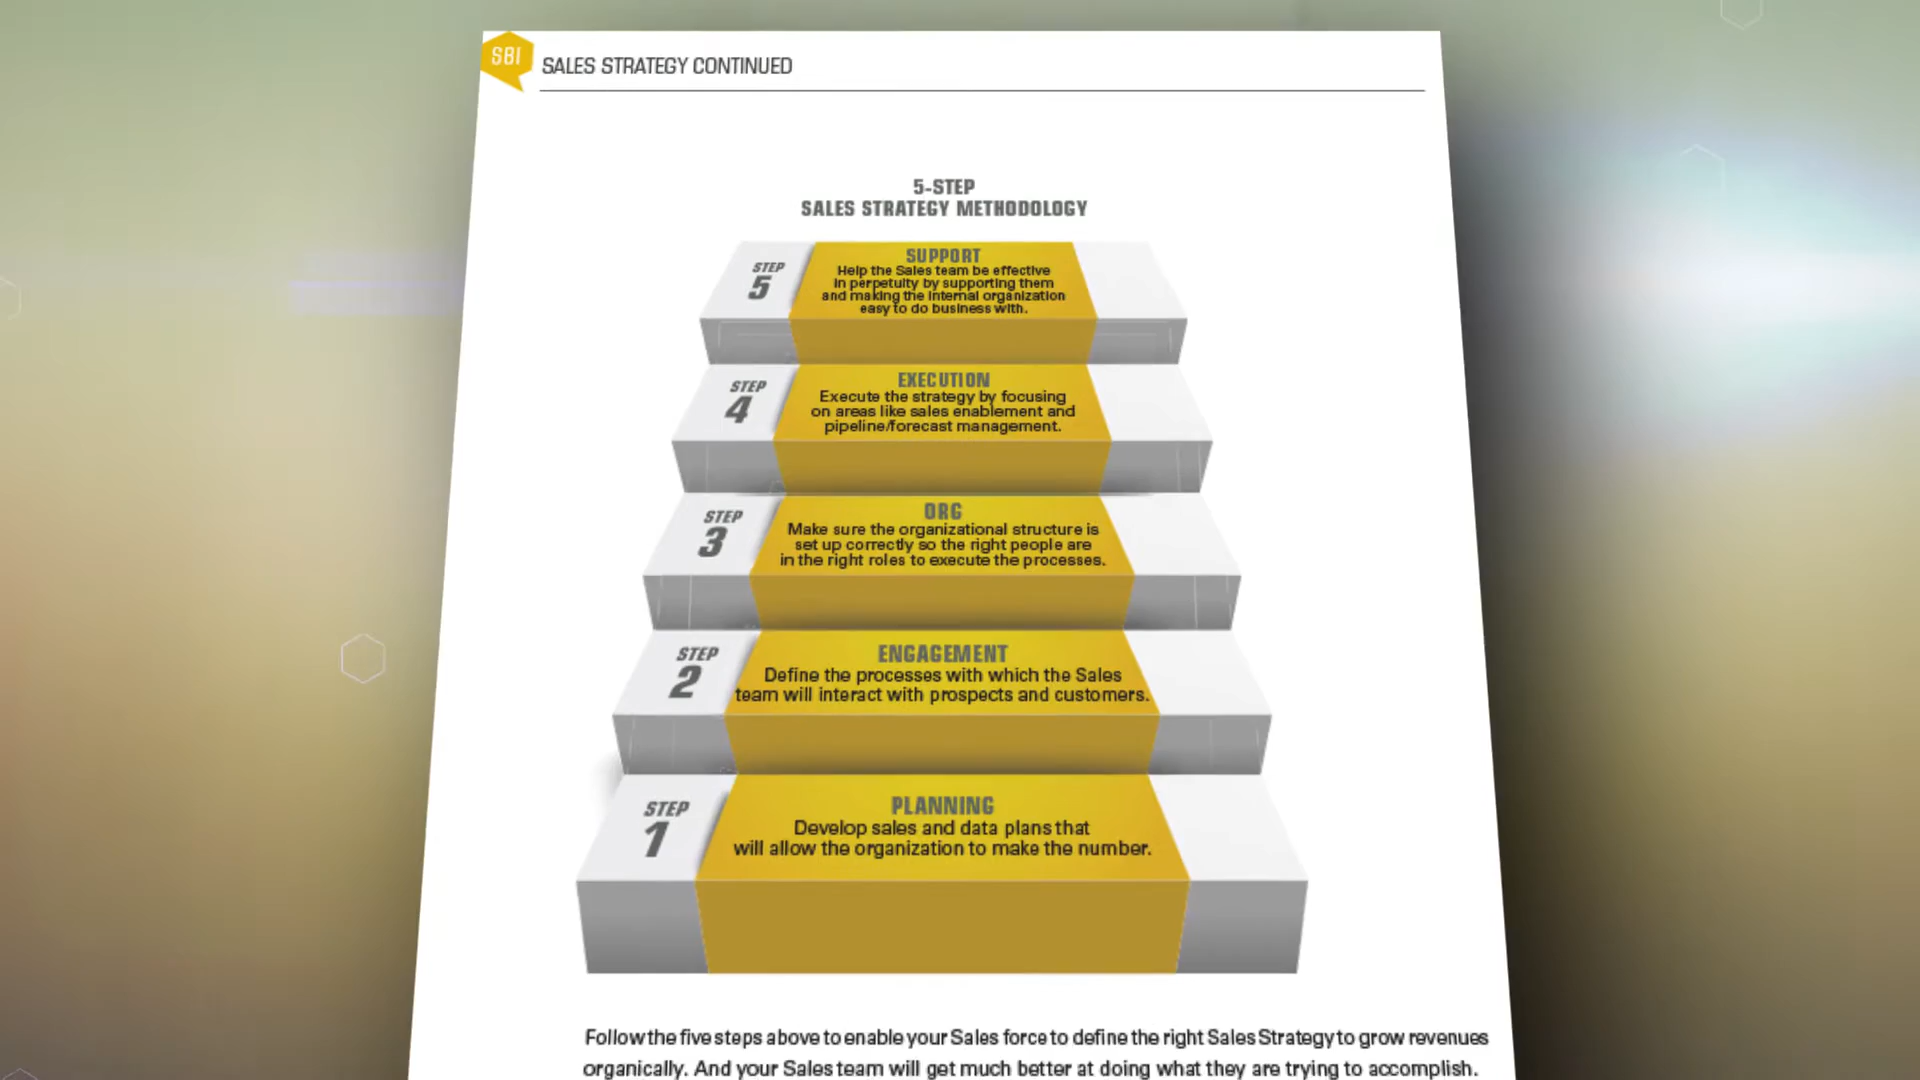 SBI
SALES STRATEGY CONTINUED
5-STEP
SALES STRATEGY METHODOLOGY
STEP
5
SUPPORT
Help the Sales team be effective
in perpetuity by supporting them
and making the internal organization
easy to do business with.
STEP
4
EXECUTION
Execute the strategy by focusing
on areas like sales enablement and
pipeline/forecast management.
STEP
3
ORG
Make sure the organizational structure is
set up correctly so the right people are
in the right roles to execute the processes.
STEP
2
ENGAGEMENT
Define the processes with which the Sales
team will interact with prospects and customers.
STEP
1
PLANNING
Develop sales and data plans that
will allow the organization to make the number.
Follow the five steps above to enable your Sales force to define the right Sales Strategy to grow revenues
organically. And your Sales team will get much better at doing what they are trying to accomplish.